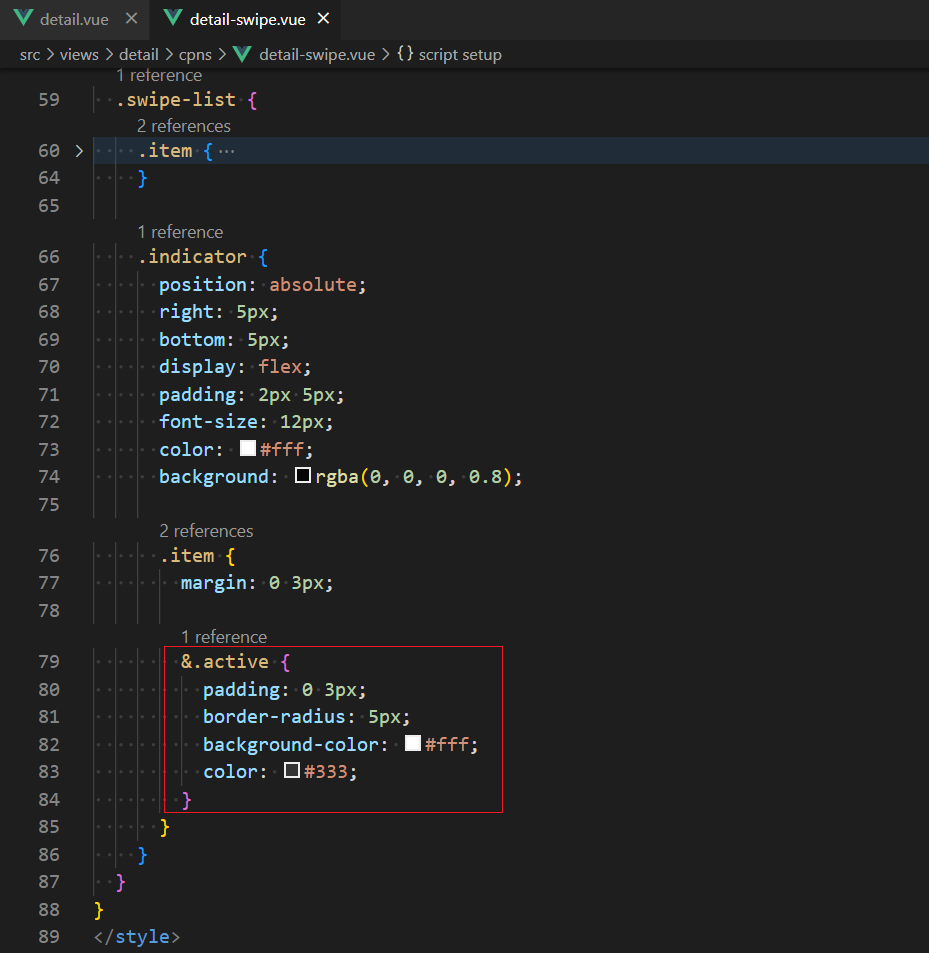 detail.vue × detail-swipe.vue ×
src > views > detail > cpns > detail-swipe.vue > {} script setup
1 reference
59 .swipe-list {
2 references
60 > .item { ···
64 }
65
1 reference
66 .indicator {
67 position: absolute;
68 right: 5px;
69 bottom: 5px;
70 display: flex;
71 padding: 2px 5px;
72 font-size: 12px;
73 color: #fff;
74 background: rgba(0, 0, 0, 0.8);
75
2 references
76 .item {
77 margin: 0 3px;
78
1 reference
79 &.active {
80 padding: 0 3px;
81 border-radius: 5px;
82 background-color: #fff;
83 color: #333;
84 }
85 }
86 }
87 }
88 }
89 </style>